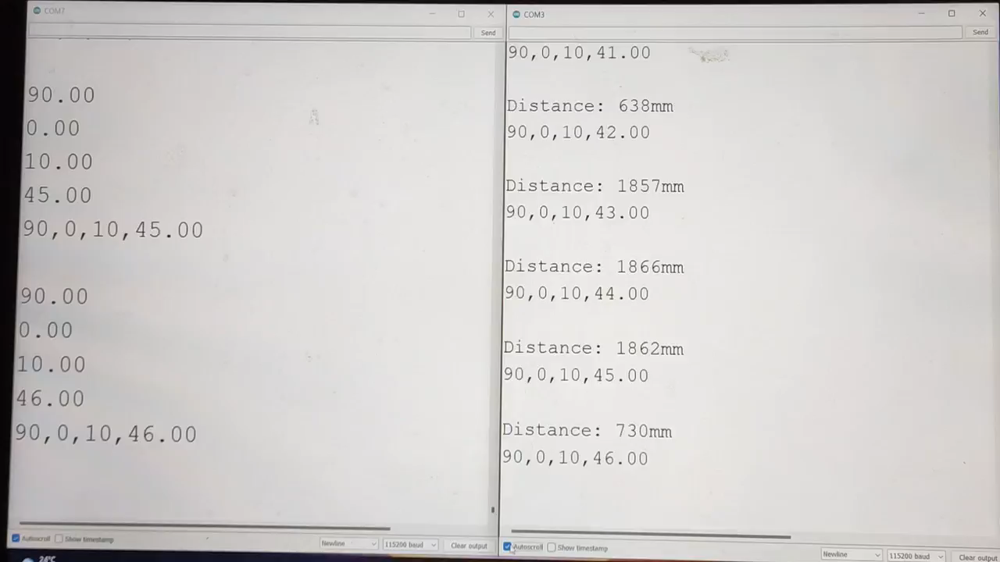 COM7
Send
90.00
0.00
10.00
45.00
90,0,10,45.00
90.00
0.00
10.00
46.00
90,0,10,46.00
Autoscroll Show timestamp Newline 115200 baud Clear output
24°C
COM3
Send
90,0,10,41.00
Distance: 638mm
90,0,10,42.00
Distance: 1857mm
90,0,10,43.00
Distance: 1866mm
90,0,10,44.00
Distance: 1862mm
90,0,10,45.00
Distance: 730mm
90,0,10,46.00
Autoscroll Show timestamp Newline 115200 baud Clear output